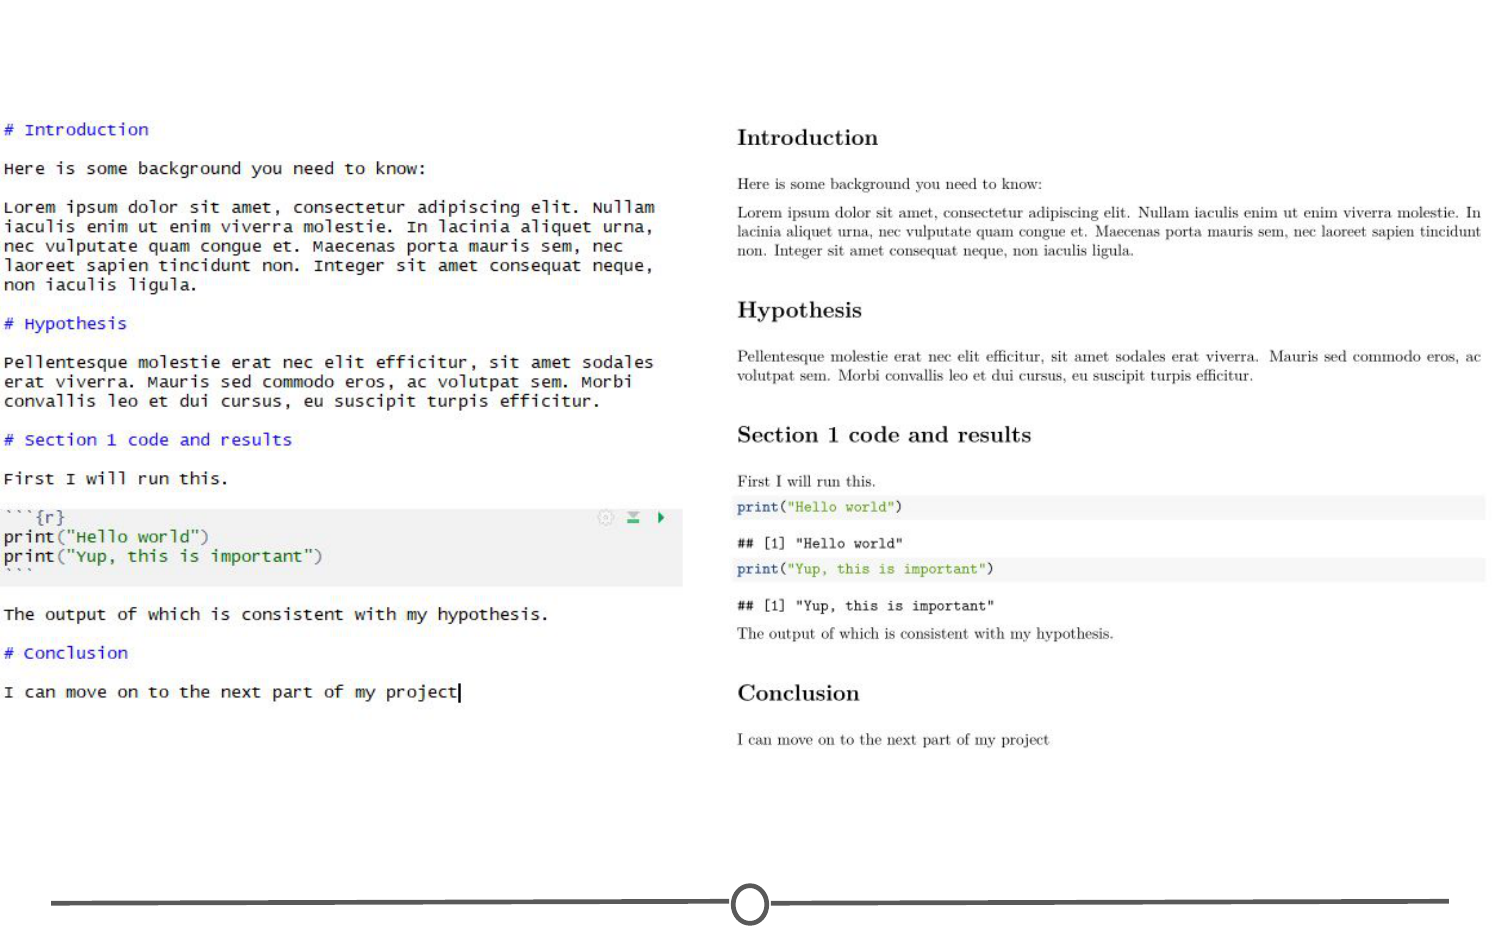 # Introduction
Here is some background you need to know:
Lorem ipsum dolor sit amet, consectetur adipiscing elit. Nullam
iaculis enim ut enim viverra molestie. In lacinia aliquet urna,
nec vulputate quam congue et. Maecenas porta mauris sem, nec
laoreet sapien tincidunt non. Integer sit amet consequat neque,
non iaculis ligula.
# Hypothesis
Pellentesque molestie erat nec elit efficitur, sit amet sodales
erat viverra. Mauris sed commodo eros, ac volutpat sem. Morbi
convallis leo et dui cursus, eu suscipit turpis efficitur.
# Section 1 code and results
First I will run this.
```{r}
print("Hello world")
print("Yup, this is important")
```
The output of which is consistent with my hypothesis.
# Conclusion
I can move on to the next part of my project
Introduction
Here is some background you need to know:
Lorem ipsum dolor sit amet, consectetur adipiscing elit. Nullam iaculis enim ut enim viverra molestie. In
lacinia aliquet urna, nec vulputate quam congue et. Maecenas porta mauris sem, nec laoreet sapien tincidunt
non. Integer sit amet consequat neque, non iaculis ligula.
Hypothesis
Pellentesque molestie erat nec elit efficitur, sit amet sodales erat viverra. Mauris sed commodo eros, ac
volutpat sem. Morbi convallis leo et dui cursus, eu suscipit turpis efficitur.
Section 1 code and results
First I will run this.
print("Hello world")
## [1] "Hello world"
print("Yup, this is important")
## [1] "Yup, this is important"
The output of which is consistent with my hypothesis.
Conclusion
I can move on to the next part of my project